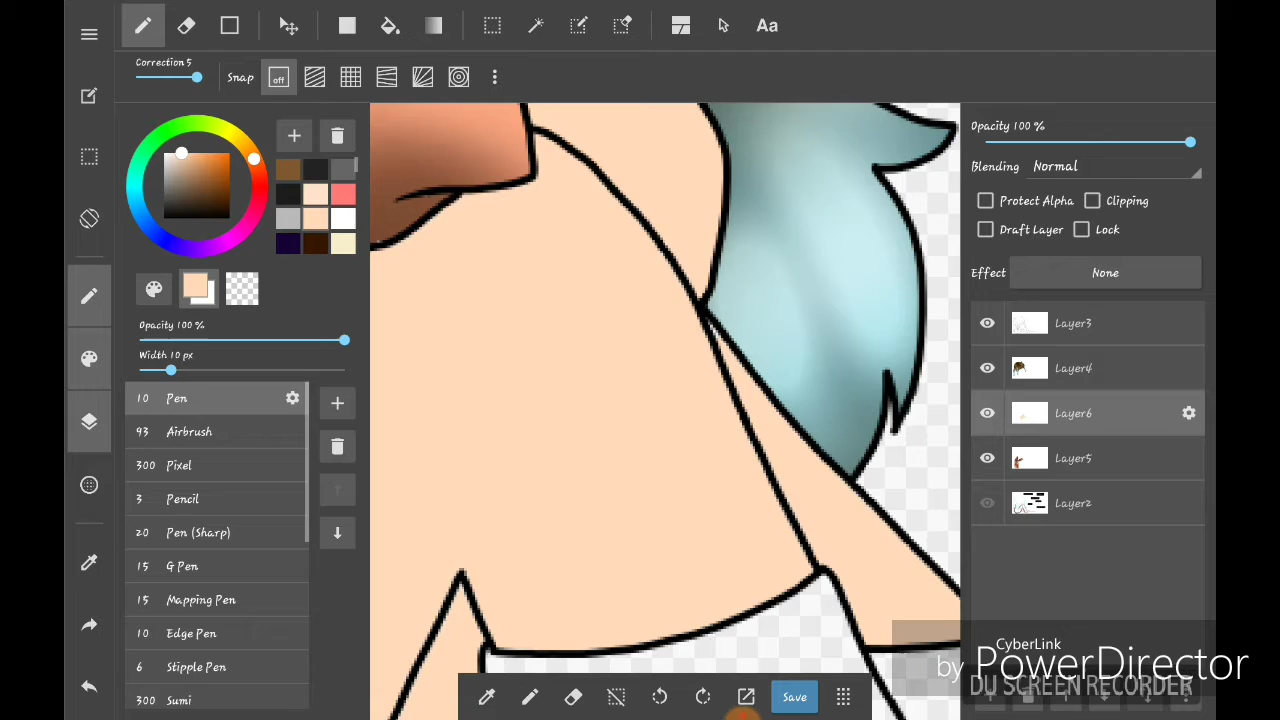 Aa
Correction 5
Snap
off
Opacity 100 %
Blending Normal
Protect Alpha Clipping
Draft Layer Lock
Effect None
Opacity 100 %
Width 10 px
Layer3
Layer4
Layer6
Layer5
Layer2
10 Pen
93 Airbrush
300 Pixel
3 Pencil
20 Pen (Sharp)
15 G Pen
15 Mapping Pen
10 Edge Pen
6 Stipple Pen
300 Sumi
Save
CyberLink
by PowerDirector
DU SCREEN RECORDER